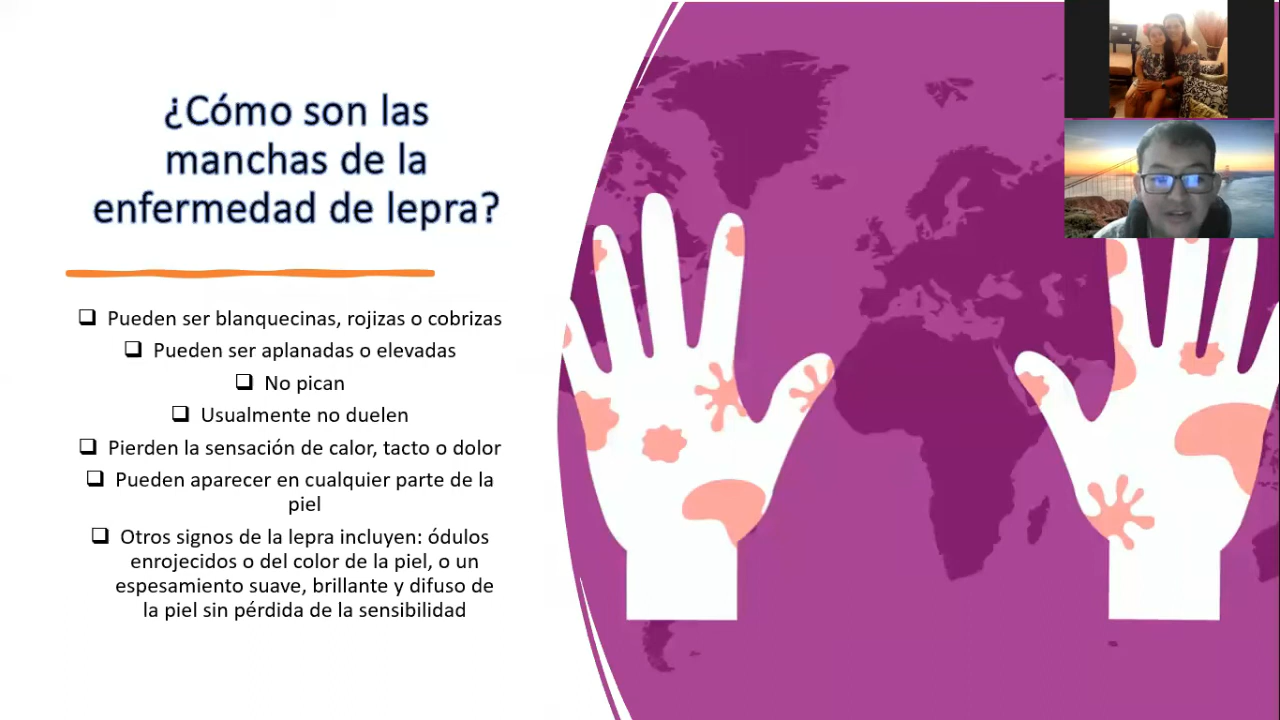 ¿Cómo son las
manchas de la
enfermedad de lepra?
❑ Pueden ser blanquecinas, rojizas o cobrizas
❑ Pueden ser aplanadas o elevadas
❑ No pican
❑ Usualmente no duelen
❑ Pierden la sensación de calor, tacto o dolor
❑ Pueden aparecer en cualquier parte de la
piel
❑ Otros signos de la lepra incluyen: ódulos
enrojecidos o del color de la piel, o un
espesamiento suave, brillante y difuso de
la piel sin pérdida de la sensibilidad